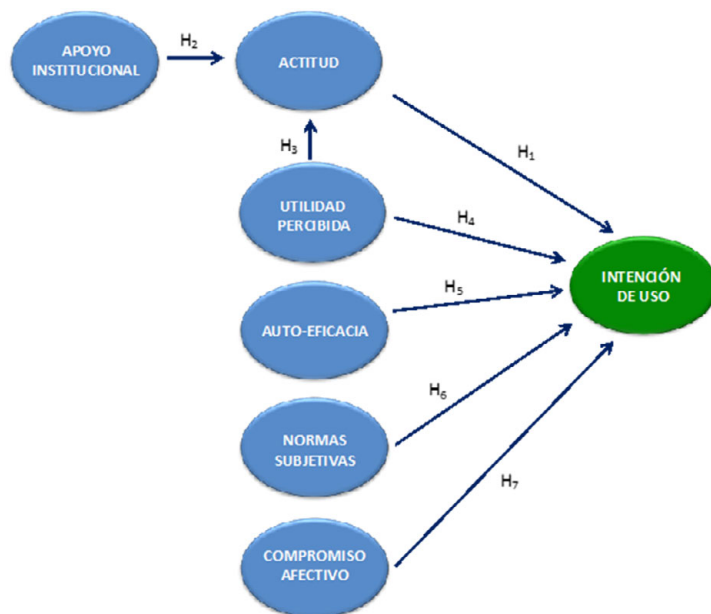 APOYO
INSTITUCIONAL
H₂
ACTITUD
H₃
H₁
UTILIDAD
PERCIBIDA
H₄
INTENCIÓN
DE USO
H₅
AUTO-EFICACIA
H₆
NORMAS
SUBJETIVAS
H₇
COMPROMISO
AFECTIVO